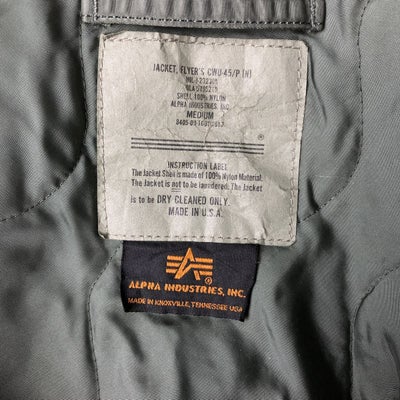 JACKET, FLYER'S CWU-45/P (N)
SHELL, 100% NYLON
ALPHA INDUSTRIES, INC.
MEDIUM
INSTRUCTION LABEL
The Jacket Shell is made of 100% Nylon Material.
The Jacket is not to be laundered: The Jacket
is to be DRY CLEANED ONLY.
MADE IN U.S.A.
ALPHA INDUSTRIES, INC.
MADE IN KNOXVILLE, TENNESSEE USA